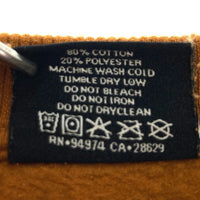 80% COTTON
20% POLYESTER
MACHINE WASH COLD
TUMBLE DRY LOW
DO NOT BLEACH
DO NOT IRON
DO NOT DRYCLEAN
RN•94974 CA•28629